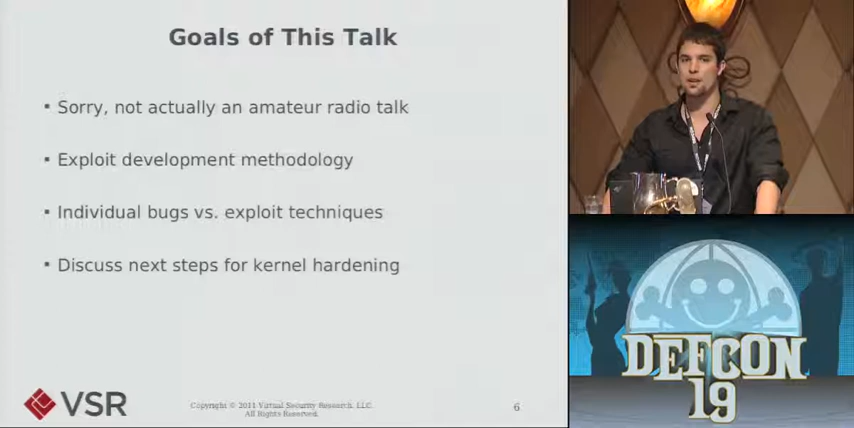 Goals of This Talk
▪ Sorry, not actually an amateur radio talk
▪ Exploit development methodology
▪ Individual bugs vs. exploit techniques
▪ Discuss next steps for kernel hardening
VSR
Copyright © 2011 Virtual Security Research, LLC.
All Rights Reserved.
6
DEFCON
19